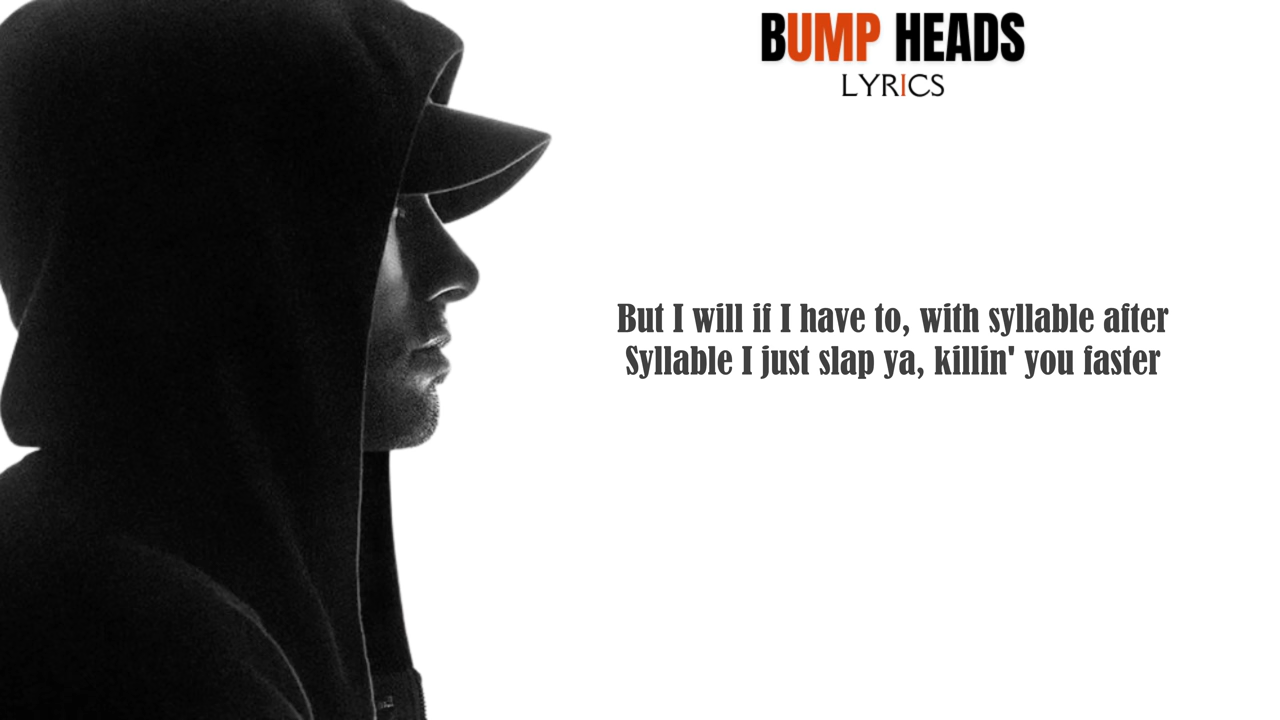 BUMP HEADS
LYRICS
But I will if I have to, with syllable after
Syllable I just slap ya, killin' you faster